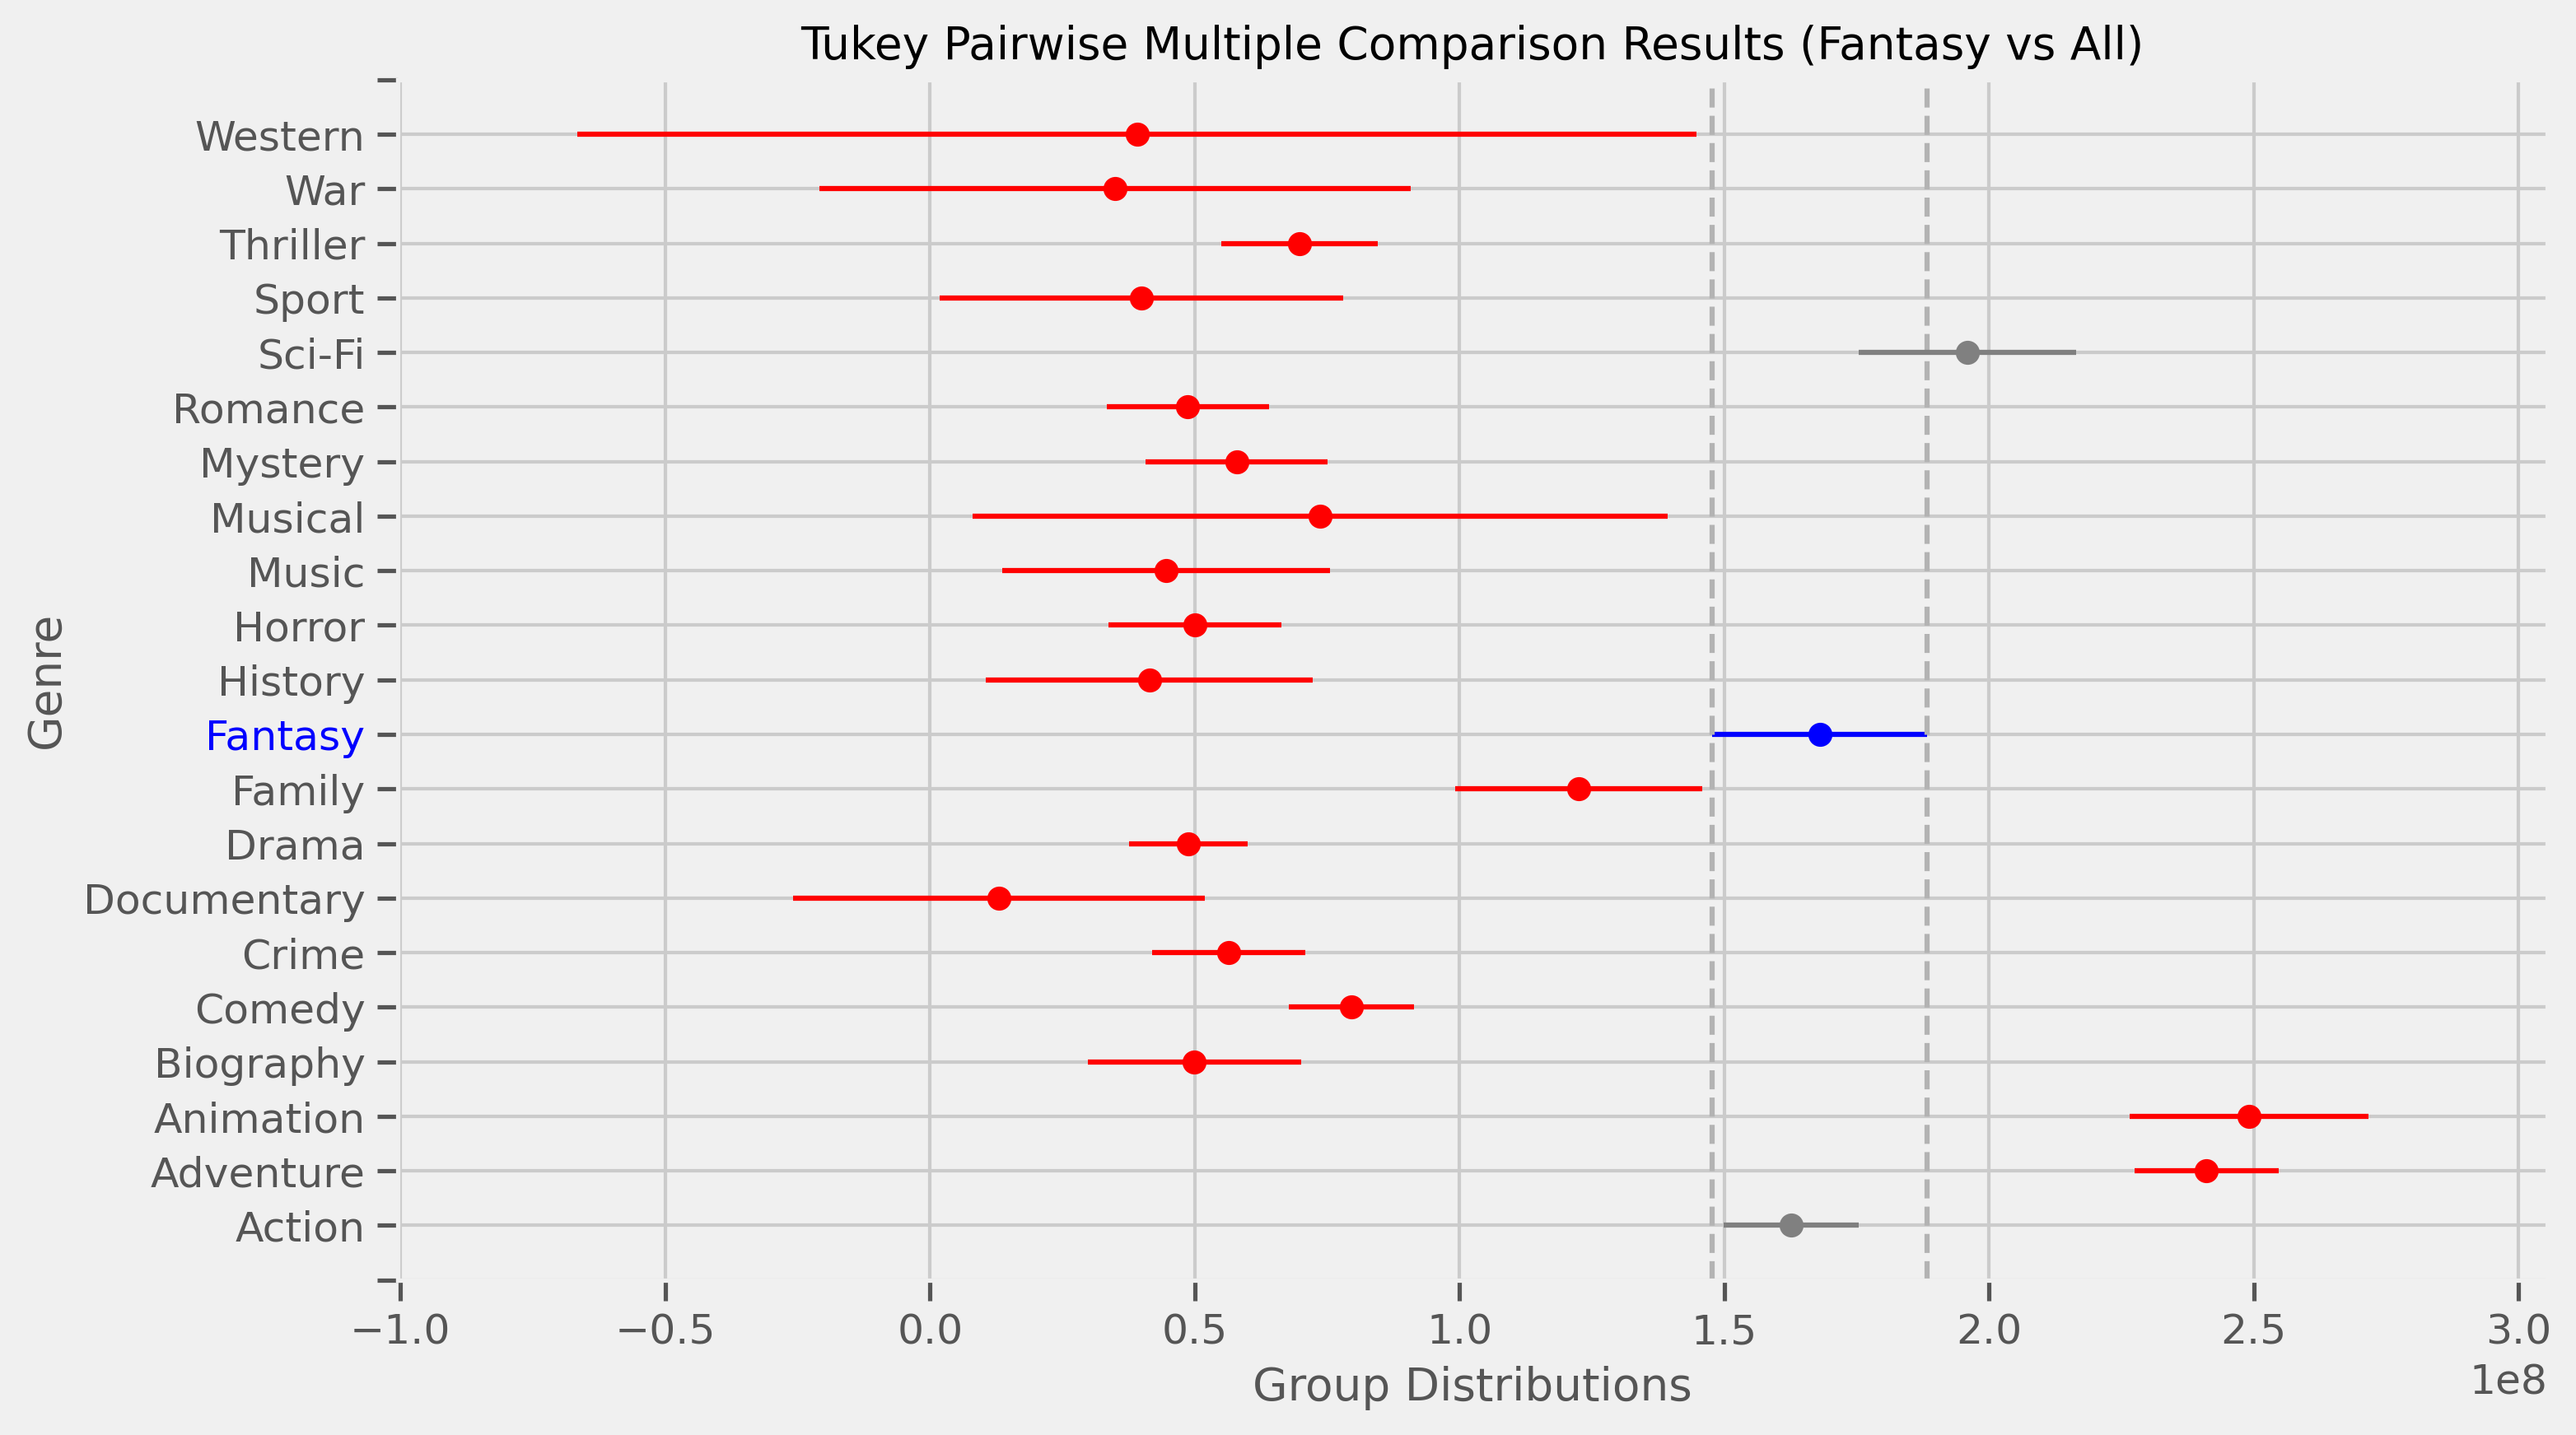 Tukey Pairwise Multiple Comparison Results (Fantasy vs All)
Genre
Western
War
Thriller
Sport
Sci-Fi
Romance
Mystery
Musical
Music
Horror
History
Fantasy
Family
Drama
Documentary
Crime
Comedy
Biography
Animation
Adventure
Action
−1.0 −0.5 0.0 0.5 1.0 1.5 2.0 2.5 3.0
1e8
Group Distributions